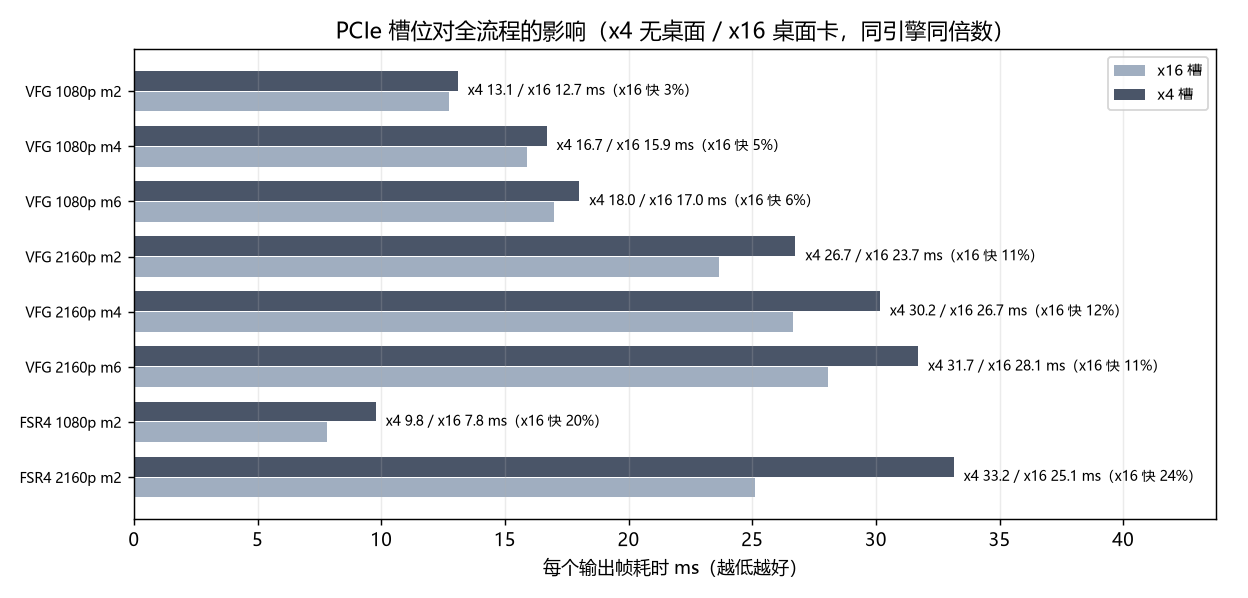 PCIe 槽位对全流程的影响（x4 无桌面 / x16 桌面卡，同引擎同倍数）
x16 槽
x4 槽
VFG 1080p m2
x4 13.1 / x16 12.7 ms（x16 快 3%）
VFG 1080p m4
x4 16.7 / x16 15.9 ms（x16 快 5%）
VFG 1080p m6
x4 18.0 / x16 17.0 ms（x16 快 6%）
VFG 2160p m2
x4 26.7 / x16 23.7 ms（x16 快 11%）
VFG 2160p m4
x4 30.2 / x16 26.7 ms（x16 快 12%）
VFG 2160p m6
x4 31.7 / x16 28.1 ms（x16 快 11%）
FSR4 1080p m2
x4 9.8 / x16 7.8 ms（x16 快 20%）
FSR4 2160p m2
x4 33.2 / x16 25.1 ms（x16 快 24%）
0 5 10 15 20 25 30 35 40
每个输出帧耗时 ms（越低越好）